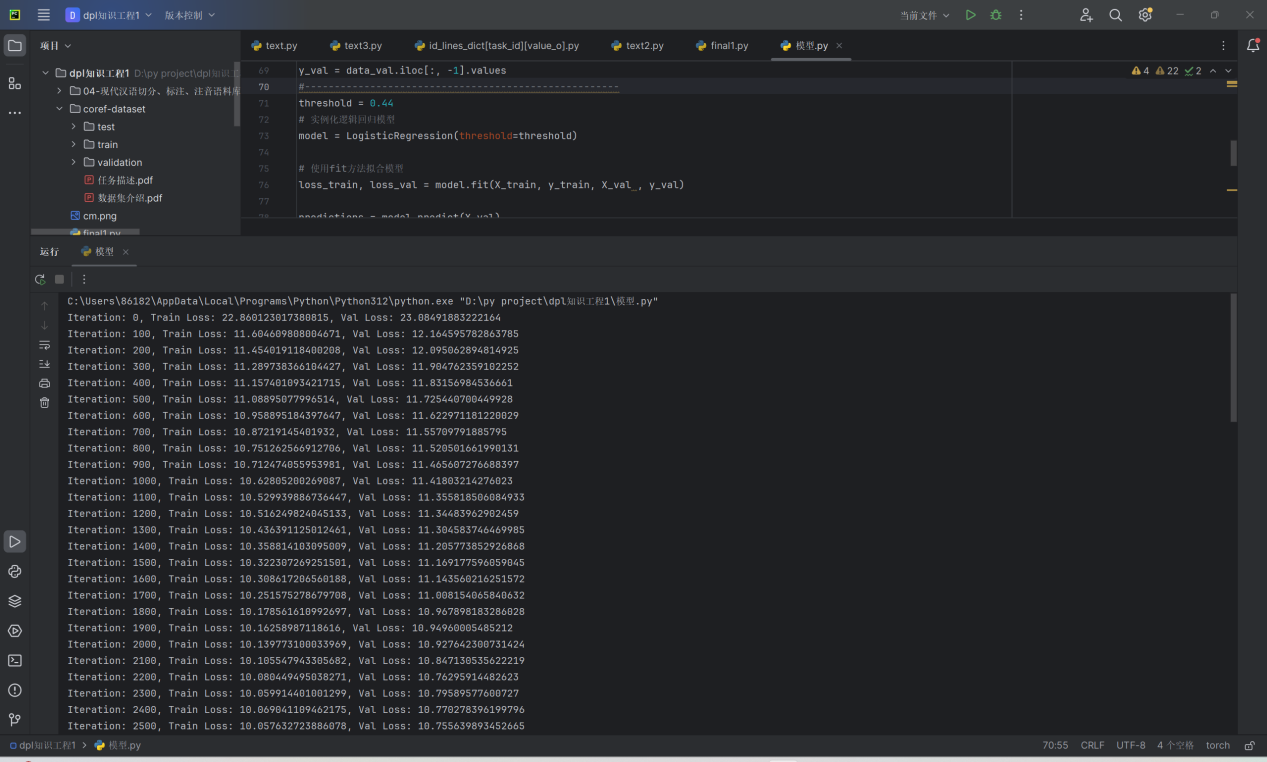 D dpl知识工程1 版本控制 当前文件
项目
text.py text3.py id_lines_dict[task_id][value_o].py text2.py final1.py 模型.py
dpl知识工程1 D:\py project\dpl知识工
04-现代汉语切分、标注、注音语料库
coref-dataset
test
train
validation
任务描述.pdf
数据集介绍.pdf
cm.png
final1.py
4 22 2
69 y_val = data_val.iloc[:, -1].values
70 #-----------------------------------------------------
71 threshold = 0.44
72 # 实例化逻辑回归模型
73 model = LogisticRegression(threshold=threshold)
74
75 # 使用fit方法拟合模型
76 loss_train, loss_val = model.fit(X_train, y_train, X_val_, y_val)
77
78 predictions = model.predict(X_val)
运行 模型
C:\Users\86182\AppData\Local\Programs\Python\Python312\python.exe "D:\py project\dpl知识工程1\模型.py"
Iteration: 0, Train Loss: 22.860123017380815, Val Loss: 23.08491883222164
Iteration: 100, Train Loss: 11.604609808004671, Val Loss: 12.164595782863785
Iteration: 200, Train Loss: 11.454019118400208, Val Loss: 12.095062894814925
Iteration: 300, Train Loss: 11.289738366104427, Val Loss: 11.904762359102252
Iteration: 400, Train Loss: 11.157401093421715, Val Loss: 11.83156984536661
Iteration: 500, Train Loss: 11.08895077996514, Val Loss: 11.725440700449928
Iteration: 600, Train Loss: 10.958895184397647, Val Loss: 11.622971181220029
Iteration: 700, Train Loss: 10.87219145401932, Val Loss: 11.55709791885795
Iteration: 800, Train Loss: 10.751262566912706, Val Loss: 11.520501661990131
Iteration: 900, Train Loss: 10.712474055953981, Val Loss: 11.465607276688397
Iteration: 1000, Train Loss: 10.62805200269087, Val Loss: 11.41803214276023
Iteration: 1100, Train Loss: 10.529939886736447, Val Loss: 11.355818506084933
Iteration: 1200, Train Loss: 10.516249824045133, Val Loss: 11.34483962902459
Iteration: 1300, Train Loss: 10.436391125012461, Val Loss: 11.304583746469985
Iteration: 1400, Train Loss: 10.358814103095009, Val Loss: 11.205773852926868
Iteration: 1500, Train Loss: 10.322307269251501, Val Loss: 11.169177596059045
Iteration: 1600, Train Loss: 10.308617206560188, Val Loss: 11.143560216251572
Iteration: 1700, Train Loss: 10.251575278679708, Val Loss: 11.008154065840632
Iteration: 1800, Train Loss: 10.178561610992697, Val Loss: 10.967898183286028
Iteration: 1900, Train Loss: 10.16258987118616, Val Loss: 10.94960005485212
Iteration: 2000, Train Loss: 10.139773100033969, Val Loss: 10.927642300731424
Iteration: 2100, Train Loss: 10.105547943305682, Val Loss: 10.847130535622219
Iteration: 2200, Train Loss: 10.080449495038271, Val Loss: 10.76295914482623
Iteration: 2300, Train Loss: 10.059914401001299, Val Loss: 10.79589577600727
Iteration: 2400, Train Loss: 10.069041109462175, Val Loss: 10.770278396199796
Iteration: 2500, Train Loss: 10.057632723886078, Val Loss: 10.755639893452665
dpl知识工程1 > 模型.py 70:55 CRLF UTF-8 4 个空格 torch